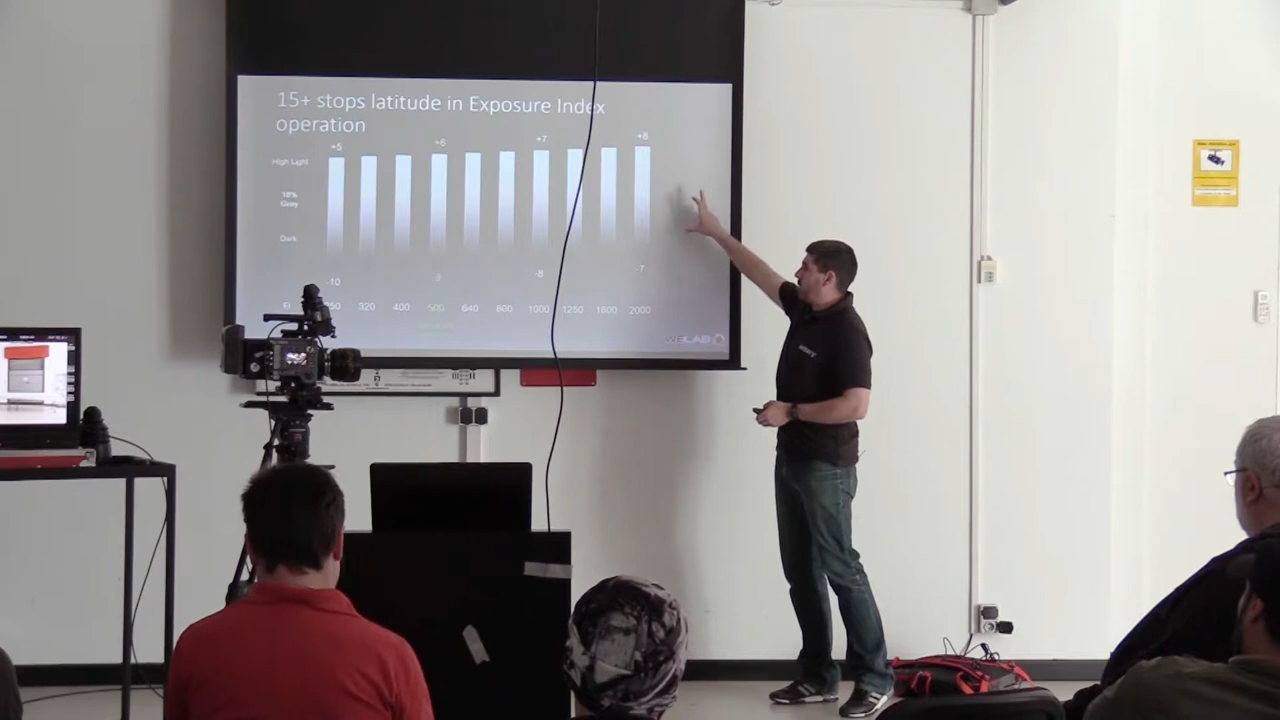 15+ stops latitude in Exposure Index
operation
+5 +6 +7 +8
High Light
18%
Grey
Dark
-10 -9 -8 -7
EI 320 400 500 640 800 1000 1250 1600 2000
WELAB